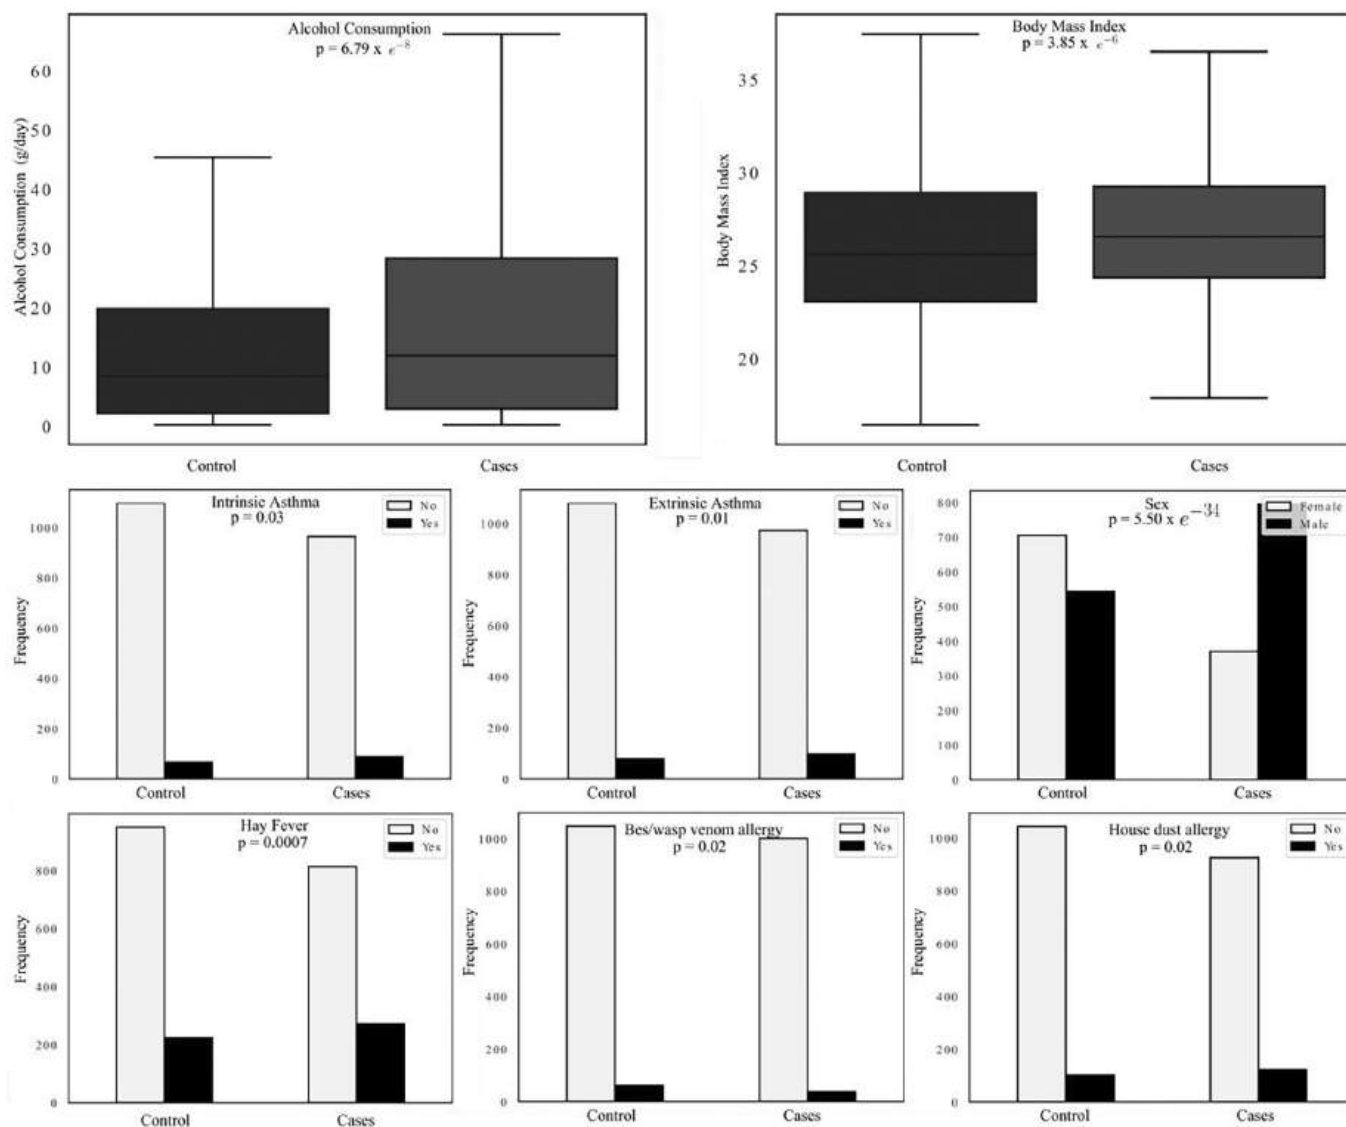 Alcohol Consumption
p = 6.79 x e⁻⁸
Alcohol Consumption (g/day)
60
50
40
30
20
10
0
Control
Cases
Body Mass Index
p = 3.85 x e⁻⁶
Body Mass Index
35
30
25
20
Control
Cases
Intrinsic Asthma
p = 0.03
No
Yes
Frequency
1000
800
600
400
200
0
Control
Cases
Extrinsic Asthma
p = 0.01
No
Yes
Frequency
1000
800
600
400
200
0
Control
Cases
Sex
p = 5.50 x e⁻³⁴
Female
Male
Frequency
800
700
600
500
400
300
200
100
0
Control
Cases
Hay Fever
p = 0.0007
No
Yes
Frequency
800
600
400
200
0
Control
Cases
Bes/wasp venom allergy
p = 0.02
No
Yes
Frequency
1000
800
600
400
200
0
Control
Cases
House dust allergy
p = 0.02
No
Yes
Frequency
1000
800
600
400
200
0
Control
Cases